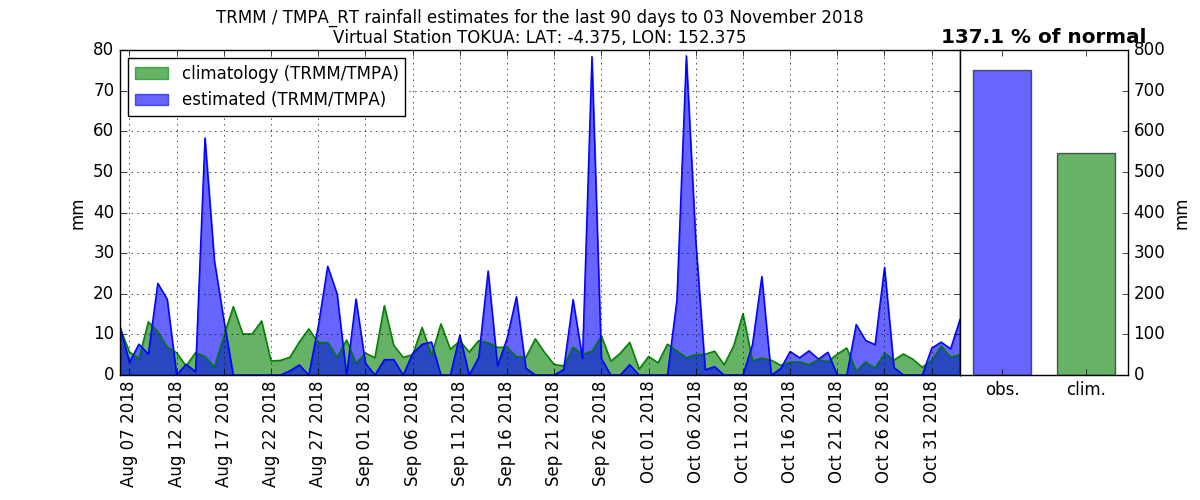 TRMM / TMPA_RT rainfall estimates for the last 90 days to 03 November 2018
Virtual Station TOKUA: LAT: -4.375, LON: 152.375
137.1 % of normal
climatology (TRMM/TMPA)
estimated (TRMM/TMPA)
80
70
60
50
40
30
20
10
0
mm
Aug 07 2018
Aug 12 2018
Aug 17 2018
Aug 22 2018
Aug 27 2018
Sep 01 2018
Sep 06 2018
Sep 11 2018
Sep 16 2018
Sep 21 2018
Sep 26 2018
Oct 01 2018
Oct 06 2018
Oct 11 2018
Oct 16 2018
Oct 21 2018
Oct 26 2018
Oct 31 2018
obs.
clim.
800
700
600
500
400
300
200
100
0
mm